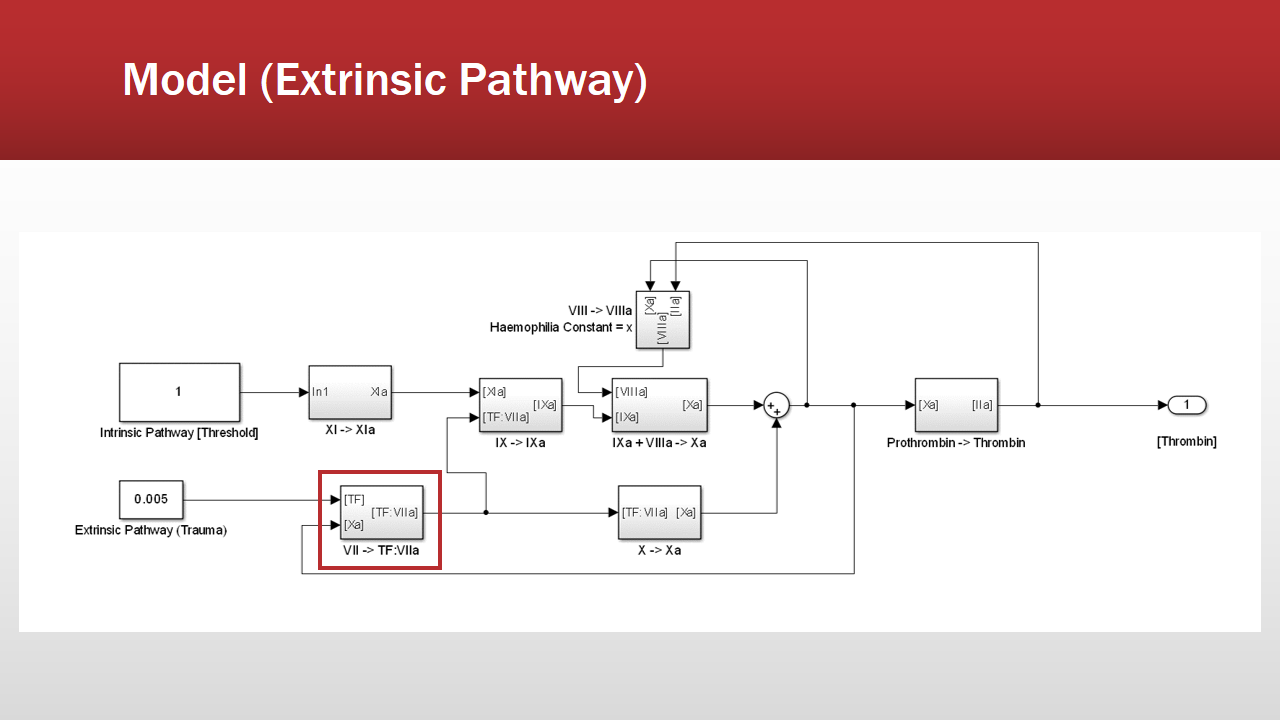 Model (Extrinsic Pathway)
VIII -> VIIIa
Haemophilia Constant = x
[Xa]
[IIa]
[VIIIa]
1
Intrinsic Pathway [Threshold]
In1
XIa
XI -> XIa
[XIa]
[TF:VIIa]
[IXa]
IX -> IXa
[VIIIa]
[IXa]
[Xa]
IXa + VIIIa -> Xa
+
+
[Xa]
[IIa]
Prothrombin -> Thrombin
1
[Thrombin]
0.005
Extrinsic Pathway (Trauma)
[TF]
[Xa]
[TF:VIIa]
VII -> TF:VIIa
[TF:VIIa]
[Xa]
X -> Xa